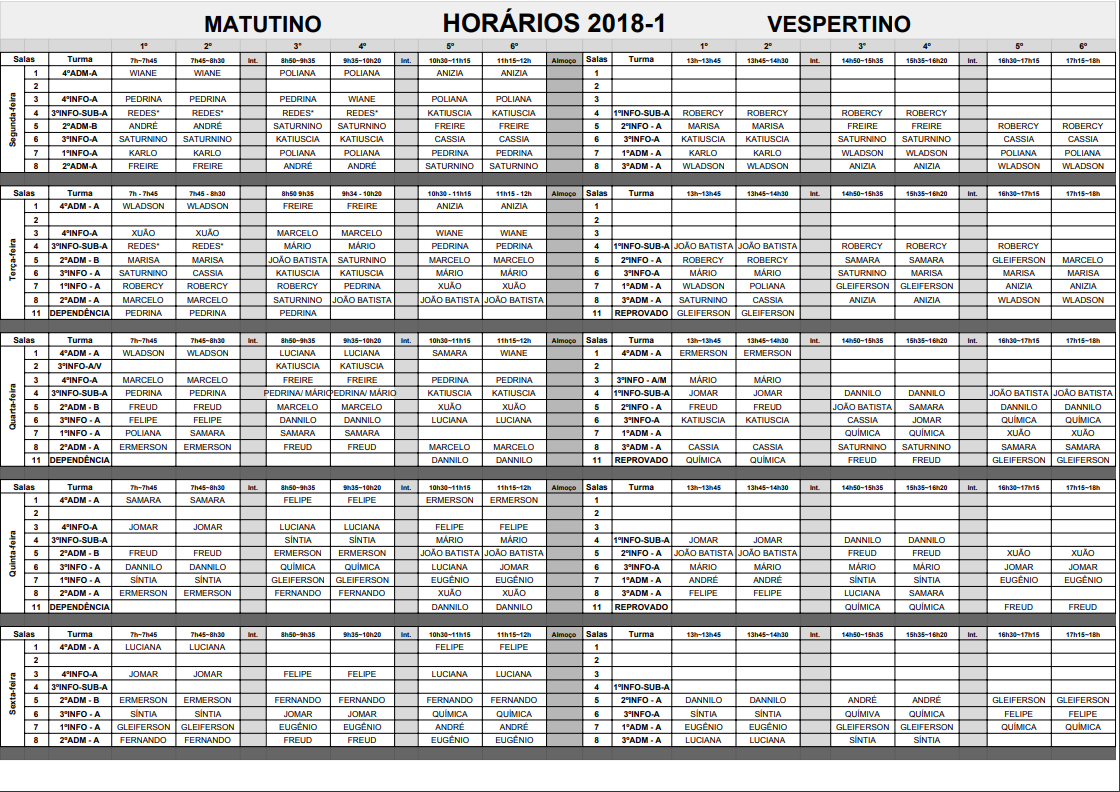 MATUTINO HORÁRIOS 2018-1 VESPERTINO
1º 2º 3º 4º 5º 6º 1º 2º 3º 4º 5º 6º
Salas Turma 7h~7h45 7h45~8h30 Int. 8h50~9h35 9h35~10h20 Int. 10h30~11h15 11h15~12h Almoço Salas Turma 13h~13h45 13h45~14h30 Int. 14h50~15h35 15h35~16h20 Int. 16h30~17h15 17h15~18h
Segunda-feira
1 4ºADM-A WIANE WIANE POLIANA POLIANA ANIZIA ANIZIA 1
2 2
3 4ºINFO-A PEDRINA PEDRINA PEDRINA WIANE POLIANA POLIANA 3
4 3ºINFO-SUB-A REDES* REDES* REDES* REDES* KATIUSCIA KATIUSCIA 4 1ºINFO-SUB-A ROBERCY ROBERCY ROBERCY ROBERCY
5 2ºADM-B ANDRÉ ANDRÉ SATURNINO SATURNINO FREIRE FREIRE 5 2ºINFO - A MARISA MARISA FREIRE FREIRE ROBERCY ROBERCY
6 3ºINFO-A SATURNINO SATURNINO KATIUSCIA KATIUSCIA CASSIA CASSIA 6 3ºINFO-A KATIUSCIA KATIUSCIA SATURNINO SATURNINO CASSIA CASSIA
7 1ºINFO-A KARLO KARLO POLIANA POLIANA PEDRINA PEDRINA 7 1ºADM - A KARLO KARLO WLADSON WLADSON POLIANA POLIANA
8 2ºADM-A FREIRE FREIRE ANDRÉ ANDRÉ SATURNINO SATURNINO 8 3ºADM - A WLADSON WLADSON ANIZIA ANIZIA WLADSON WLADSON
Salas Turma 7h - 7h45 7h45 - 8h30 Int. 8h50 9h35 9h34 - 10h20 Int. 10h30 - 11h15 11h15 - 12h Almoço Salas Turma 13h~13h45 13h45~14h30 Int. 14h50~15h35 15h35~16h20 Int. 16h30~17h15 17h15~18h
Terça-feira
1 4ºADM - A WLADSON WLADSON FREIRE FREIRE ANIZIA ANIZIA 1
2 2
3 4ºINFO-A XUÃO XUÃO MARCELO MARCELO WIANE WIANE 3
4 3ºINFO-SUB-A REDES* REDES* MÁRIO MÁRIO PEDRINA PEDRINA 4 1ºINFO-SUB-A JOÃO BATISTA JOÃO BATISTA ROBERCY ROBERCY ROBERCY
5 2ºADM - B MARISA MARISA JOÃO BATISTA SATURNINO MARCELO MARCELO 5 2ºINFO - A ROBERCY ROBERCY SAMARA SAMARA GLEIFERSON MARCELO
6 3ºINFO - A SATURNINO CASSIA KATIUSCIA KATIUSCIA MÁRIO MÁRIO 6 3ºINFO-A MÁRIO MÁRIO SATURNINO MARISA MARISA MARISA
7 1ºINFO - A ROBERCY ROBERCY ROBERCY PEDRINA XUÃO XUÃO 7 1ºADM - A WLADSON POLIANA GLEIFERSON GLEIFERSON ANIZIA ANIZIA
8 2ºADM - A MARCELO MARCELO SATURNINO JOÃO BATISTA JOÃO BATISTA JOÃO BATISTA 8 3ºADM - A SATURNINO CASSIA ANIZIA ANIZIA WLADSON WLADSON
11 DEPENDÊNCIA PEDRINA PEDRINA PEDRINA 11 REPROVADO GLEIFERSON GLEIFERSON
Salas Turma 7h~7h45 7h45~8h30 Int. 8h50~9h35 9h35~10h20 Int. 10h30~11h15 11h15~12h Almoço Salas Turma 13h~13h45 13h45~14h30 Int. 14h50~15h35 15h35~16h20 Int. 16h30~17h15 17h15~18h
Quarta-feira
1 4ºADM - A WLADSON WLADSON LUCIANA LUCIANA SAMARA WIANE 1 4ºADM - A ERMERSON ERMERSON
2 3ºINFO-A/V KATIUSCIA KATIUSCIA 2
3 4ºINFO-A MARCELO MARCELO FREIRE FREIRE PEDRINA PEDRINA 3 3ºINFO - A/M MÁRIO MÁRIO
4 3ºINFO-SUB-A PEDRINA PEDRINA PEDRINA/ MÁRIO PEDRINA/ MÁRIO KATIUSCIA KATIUSCIA 4 1ºINFO-SUB-A JOMAR JOMAR DANNILO DANNILO JOÃO BATISTA JOÃO BATISTA
5 2ºADM - B FREUD FREUD MARCELO MARCELO XUÃO XUÃO 5 2ºINFO - A FREUD FREUD JOÃO BATISTA SAMARA DANNILO DANNILO
6 3ºINFO - A FELIPE FELIPE DANNILO DANNILO LUCIANA LUCIANA 6 3ºINFO-A KATIUSCIA KATIUSCIA CASSIA JOMAR QUÍMICA QUÍMICA
7 1ºINFO - A POLIANA SAMARA SAMARA SAMARA 7 1ºADM - A QUÍMICA QUÍMICA XUÃO XUÃO
8 2ºADM - A ERMERSON ERMERSON FREUD FREUD MARCELO MARCELO 8 3ºADM - A CASSIA CASSIA SATURNINO SATURNINO SAMARA SAMARA
11 DEPENDÊNCIA DANNILO DANNILO 11 REPROVADO QUÍMICA QUÍMICA FREUD FREUD GLEIFERSON GLEIFERSON
Salas Turma 7h~7h45 7h45~8h30 Int. 8h50~9h35 9h35~10h20 Int. 10h30~11h15 11h15~12h Almoço Salas Turma 13h~13h45 13h45~14h30 Int. 14h50~15h35 15h35~16h20 Int. 16h30~17h15 17h15~18h
Quinta-feira
1 4ºADM - A SAMARA SAMARA FELIPE FELIPE ERMERSON ERMERSON 1
2 2
3 4ºINFO-A JOMAR JOMAR LUCIANA LUCIANA FELIPE FELIPE 3
4 3ºINFO-SUB-A SÍNTIA SÍNTIA MÁRIO MÁRIO 4 1ºINFO-SUB-A JOMAR JOMAR DANNILO DANNILO
5 2ºADM - B FREUD FREUD ERMERSON ERMERSON JOÃO BATISTA JOÃO BATISTA 5 2ºINFO - A JOÃO BATISTA JOÃO BATISTA FREUD FREUD XUÃO XUÃO
6 3ºINFO - A DANNILO DANNILO QUÍMICA QUÍMICA LUCIANA JOMAR 6 3ºINFO-A MÁRIO MÁRIO MÁRIO MÁRIO JOMAR JOMAR
7 1ºINFO - A SÍNTIA SÍNTIA GLEIFERSON GLEIFERSON EUGÊNIO EUGÊNIO 7 1ºADM - A ANDRÉ ANDRÉ SÍNTIA SÍNTIA EUGÊNIO EUGÊNIO
8 2ºADM - A ERMERSON ERMERSON FERNANDO FERNANDO XUÃO XUÃO 8 3ºADM - A FELIPE FELIPE LUCIANA SAMARA
11 DEPENDÊNCIA DANNILO DANNILO 11 REPROVADO QUÍMICA QUÍMICA FREUD FREUD
Salas Turma 7h~7h45 7h45~8h30 Int. 8h50~9h35 9h35~10h20 Int. 10h30~11h15 11h15~12h Almoço Salas Turma 13h~13h45 13h45~14h30 Int. 14h50~15h35 15h35~16h20 Int. 16h30~17h15 17h15~18h
Sexta-feira
1 4ºADM - A LUCIANA LUCIANA FELIPE FELIPE 1
2 2
3 4ºINFO-A JOMAR JOMAR FELIPE FELIPE LUCIANA LUCIANA 3
4 3ºINFO-SUB-A 4 1ºINFO-SUB-A
5 2ºADM - B ERMERSON ERMERSON FERNANDO FERNANDO FERNANDO FERNANDO 5 2ºINFO - A DANNILO DANNILO ANDRÉ ANDRÉ GLEIFERSON GLEIFERSON
6 3ºINFO - A SÍNTIA SÍNTIA JOMAR JOMAR QUÍMICA QUÍMICA 6 3ºINFO-A SÍNTIA SÍNTIA QUÍMIVA QUÍMICA FELIPE FELIPE
7 1ºINFO - A GLEIFERSON GLEIFERSON EUGÊNIO EUGÊNIO ANDRÉ ANDRÉ 7 1ºADM - A EUGÊNIO EUGÊNIO GLEIFERSON GLEIFERSON QUÍMICA QUÍMICA
8 2ºADM - A FERNANDO FERNANDO FREUD FREUD EUGÊNIO EUGÊNIO 8 3ºADM - A LUCIANA LUCIANA SÍNTIA SÍNTIA